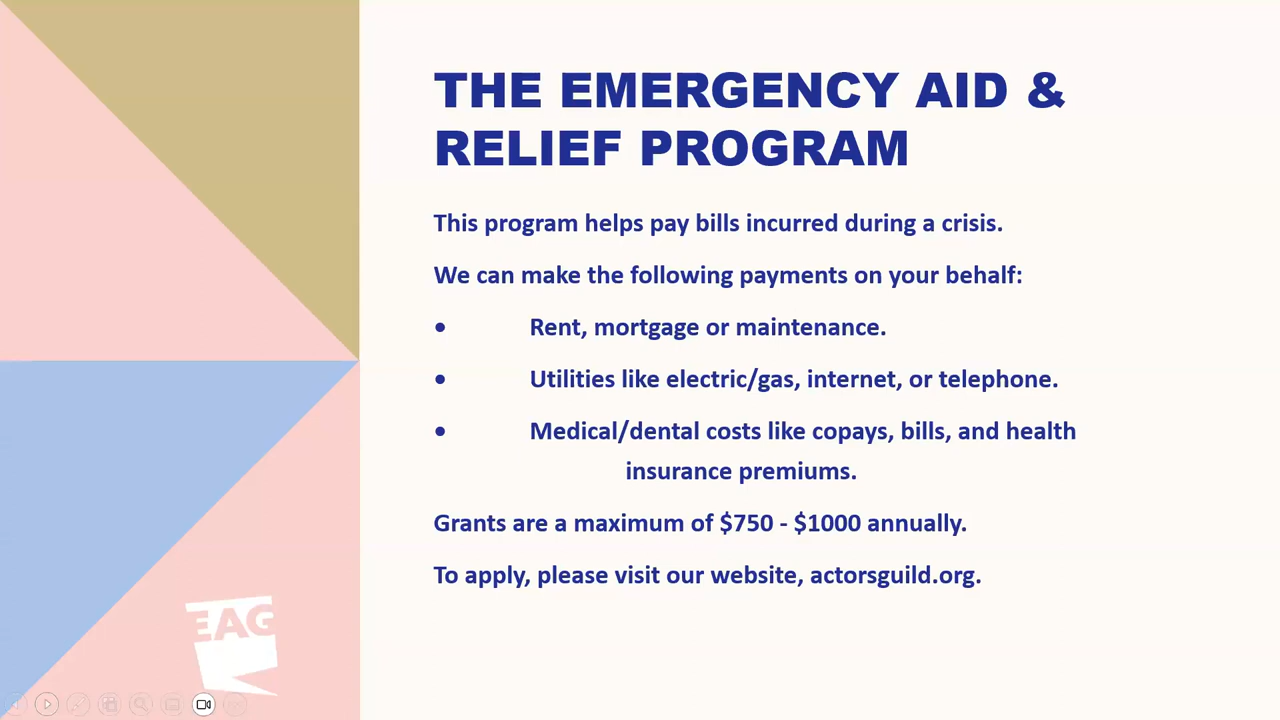 THE EMERGENCY AID &
RELIEF PROGRAM
This program helps pay bills incurred during a crisis.
We can make the following payments on your behalf:
• Rent, mortgage or maintenance.
• Utilities like electric/gas, internet, or telephone.
• Medical/dental costs like copays, bills, and health
insurance premiums.
Grants are a maximum of $750 - $1000 annually.
To apply, please visit our website, actorsguild.org.
EAG